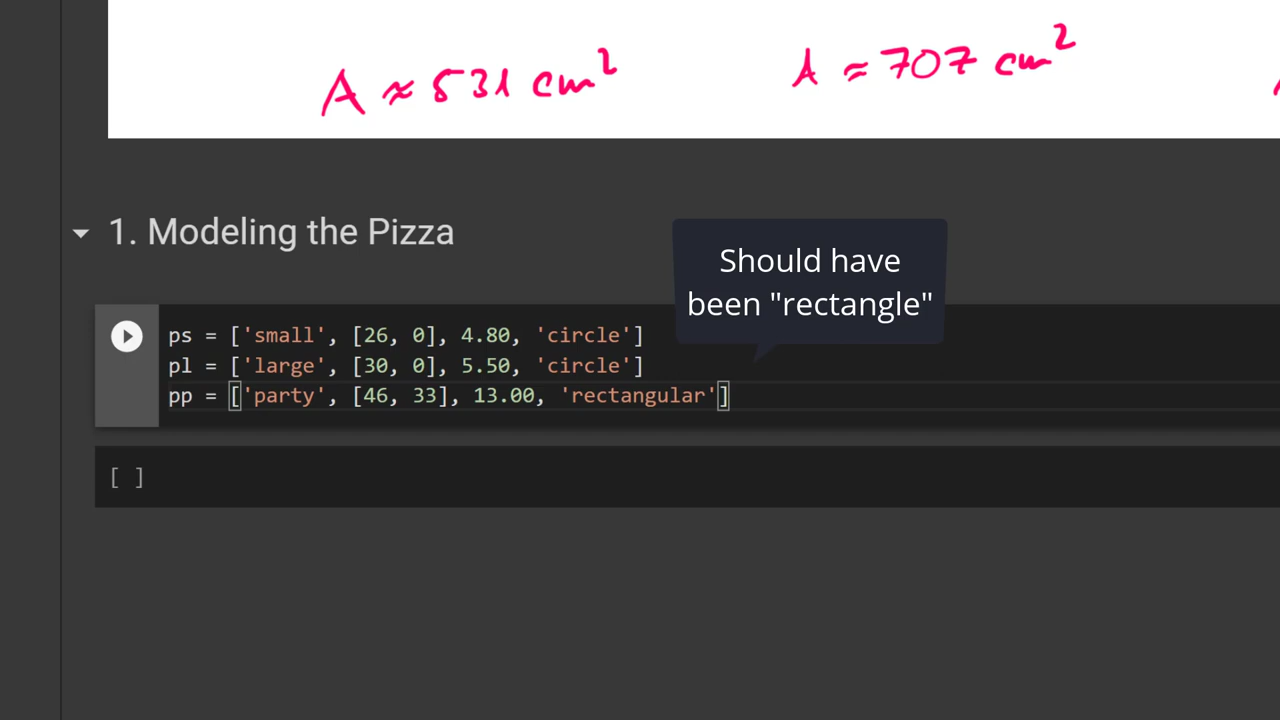 A ≈ 531 cm²
A ≈ 707 cm²
1. Modeling the Pizza
Should have
been "rectangle"
ps = ['small', [26, 0], 4.80, 'circle']
pl = ['large', [30, 0], 5.50, 'circle']
pp = ['party', [46, 33], 13.00, 'rectangular']
[ ]